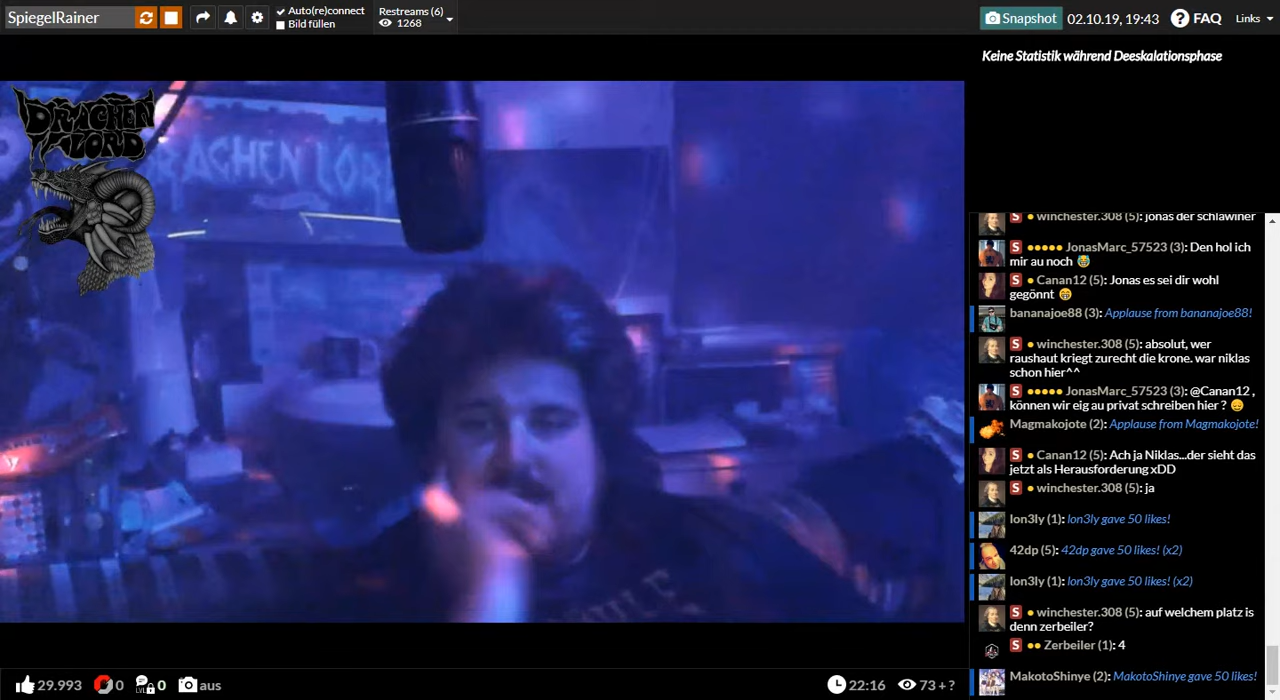 SpiegelRainer
Auto(re)connect
Bild füllen
Restreams (6)
1268
Snapshot
02.10.19, 19:43
FAQ
Links
Keine Statistik während Deeskalationsphase
DRACHEN
LORD
DRACHEN LORD
S winchester.308 (5): jonas der schlawiner
S JonasMarc_57523 (3): Den hol ich
mir au noch 😭
S Canan12 (5): Jonas es sei dir wohl
gegönnt 😁
bananajoe88 (3): Applause from bananajoe88!
S winchester.308 (5): absolut, wer
raushaut kriegt zurecht die krone. war niklas
schon hier^^
S JonasMarc_57523 (3): @Canan12 ,
können wir eig au privat schreiben hier ? 😔
Magmakojote (2): Applause from Magmakojote!
S Canan12 (5): Ach ja Niklas...der sieht das
jetzt als Herausforderung xDD
S winchester.308 (5): ja
lon3ly (1): lon3ly gave 50 likes!
42dp (5): 42dp gave 50 likes! (x2)
lon3ly (1): lon3ly gave 50 likes! (x2)
S winchester.308 (5): auf welchem platz is
denn zerbeiler?
S Zerbeiler (1): 4
MakotoShinye (2): MakotoShinye gave 50 likes!
29.993
0
0
aus
22:16
73 + ?